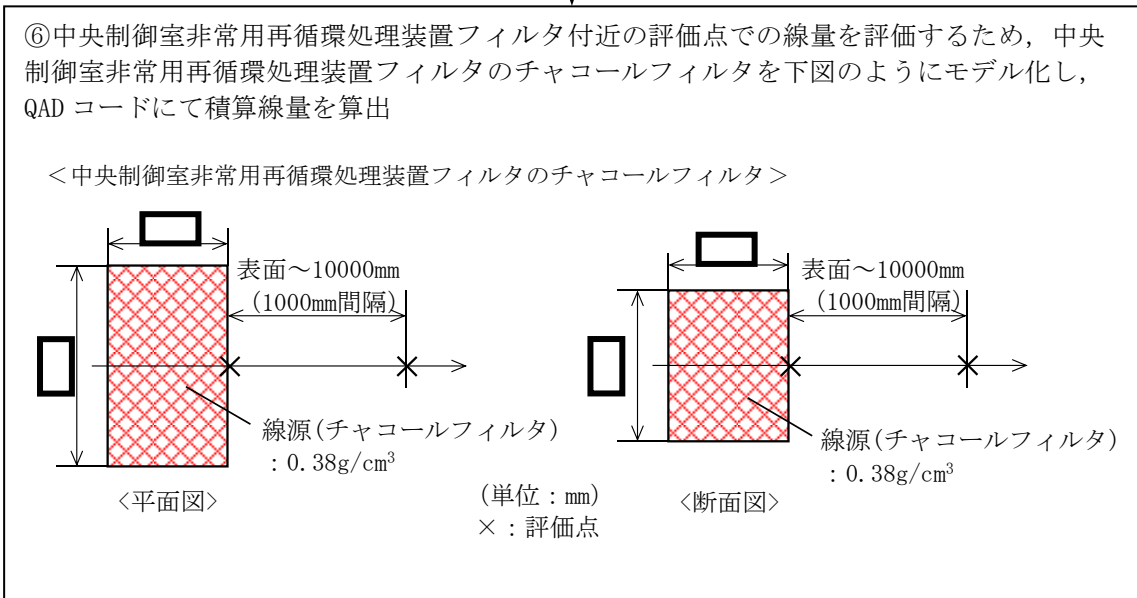 ⑥中央制御室非常用再循環処理装置フィルタ付近の評価点での線量を評価するため，中央
制御室非常用再循環処理装置フィルタのチャコールフィルタを下図のようにモデル化し，
QAD コードにて積算線量を算出
＜中央制御室非常用再循環処理装置フィルタのチャコールフィルタ＞
表面～10000mm
(1000mm間隔)
線源(チャコールフィルタ)
：0.38g/cm³
〈平面図〉
表面～10000mm
(1000mm間隔)
線源(チャコールフィルタ)
：0.38g/cm³
〈断面図〉
(単位：mm)
×：評価点